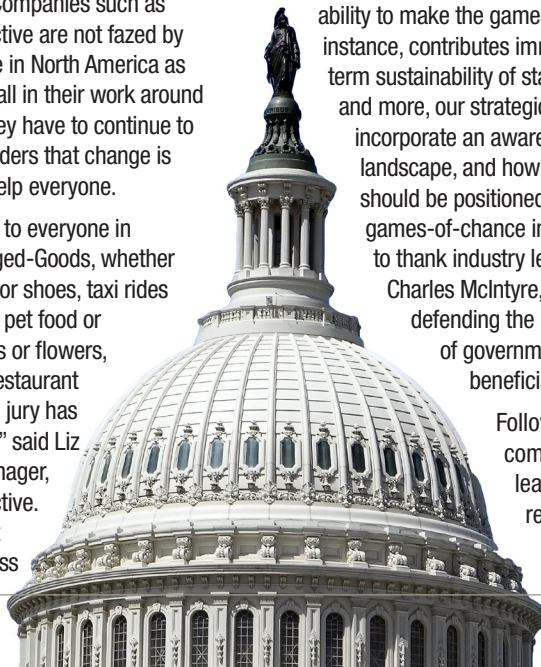 Companies such as
ctive are not fazed by
e in North America as
all in their work around
ey have to continue to
ders that change is
elp everyone.
to everyone in
ged-Goods, whether
or shoes, taxi rides
pet food or
s or flowers,
estaurant
jury has
” said Liz
nager,
ctive.
ss
ability to make the games
instance, contributes imm
term sustainability of sta
and more, our strategic
incorporate an aware
landscape, and how
should be positioned
games-of-chance in
to thank industry le
Charles McIntyre,
defending the
of governm
beneficia
Follow
com
lea
re